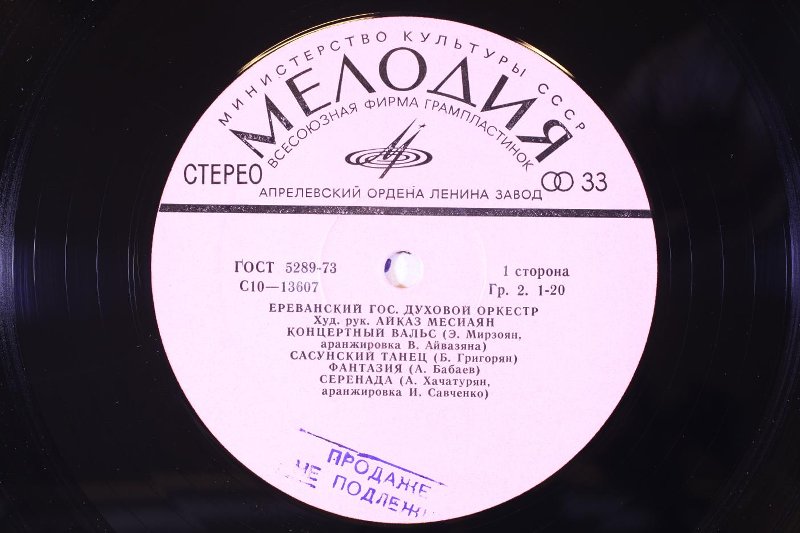 МИНИСТЕРСТВО КУЛЬТУРЫ СССР
МЕЛОДИЯ
ВСЕСОЮЗНАЯ ФИРМА ГРАМПЛАСТИНОК
СТЕРЕО
33
АПРЕЛЕВСКИЙ ОРДЕНА ЛЕНИНА ЗАВОД
ГОСТ 5289-73
1 сторона
С10—13607
Гр. 2. 1-20
ЕРЕВАНСКИЙ ГОС. ДУХОВОЙ ОРКЕСТР
Худ. рук. АЙКАЗ МЕСИАЯН
КОНЦЕРТНЫЙ ВАЛЬС (Э. Мирзоян,
аранжировка В. Айвазяна)
САСУНСКИЙ ТАНЕЦ (Б. Григорян)
ФАНТАЗИЯ (А. Бабаев)
СЕРЕНАДА (А. Хачатурян,
аранжировка И. Савченко)
ПРОДАЖЕ
НЕ ПОДЛЕЖ